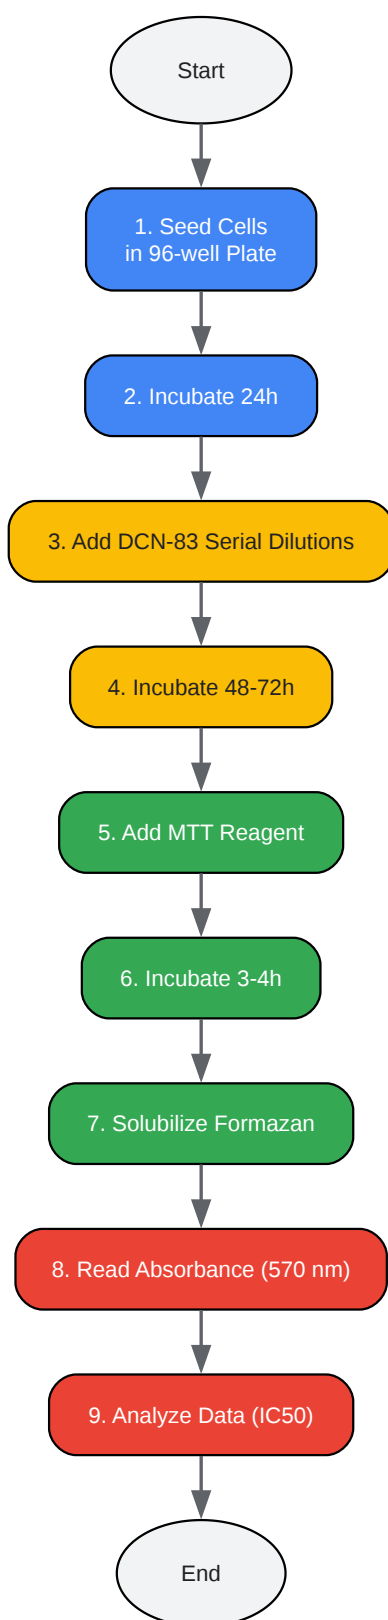 Start
1. Seed Cells
in 96-well Plate
2. Incubate 24h
3. Add DCN-83 Serial Dilutions
4. Incubate 48-72h
5. Add MTT Reagent
6. Incubate 3-4h
7. Solubilize Formazan
8. Read Absorbance (570 nm)
9. Analyze Data (IC50)
End